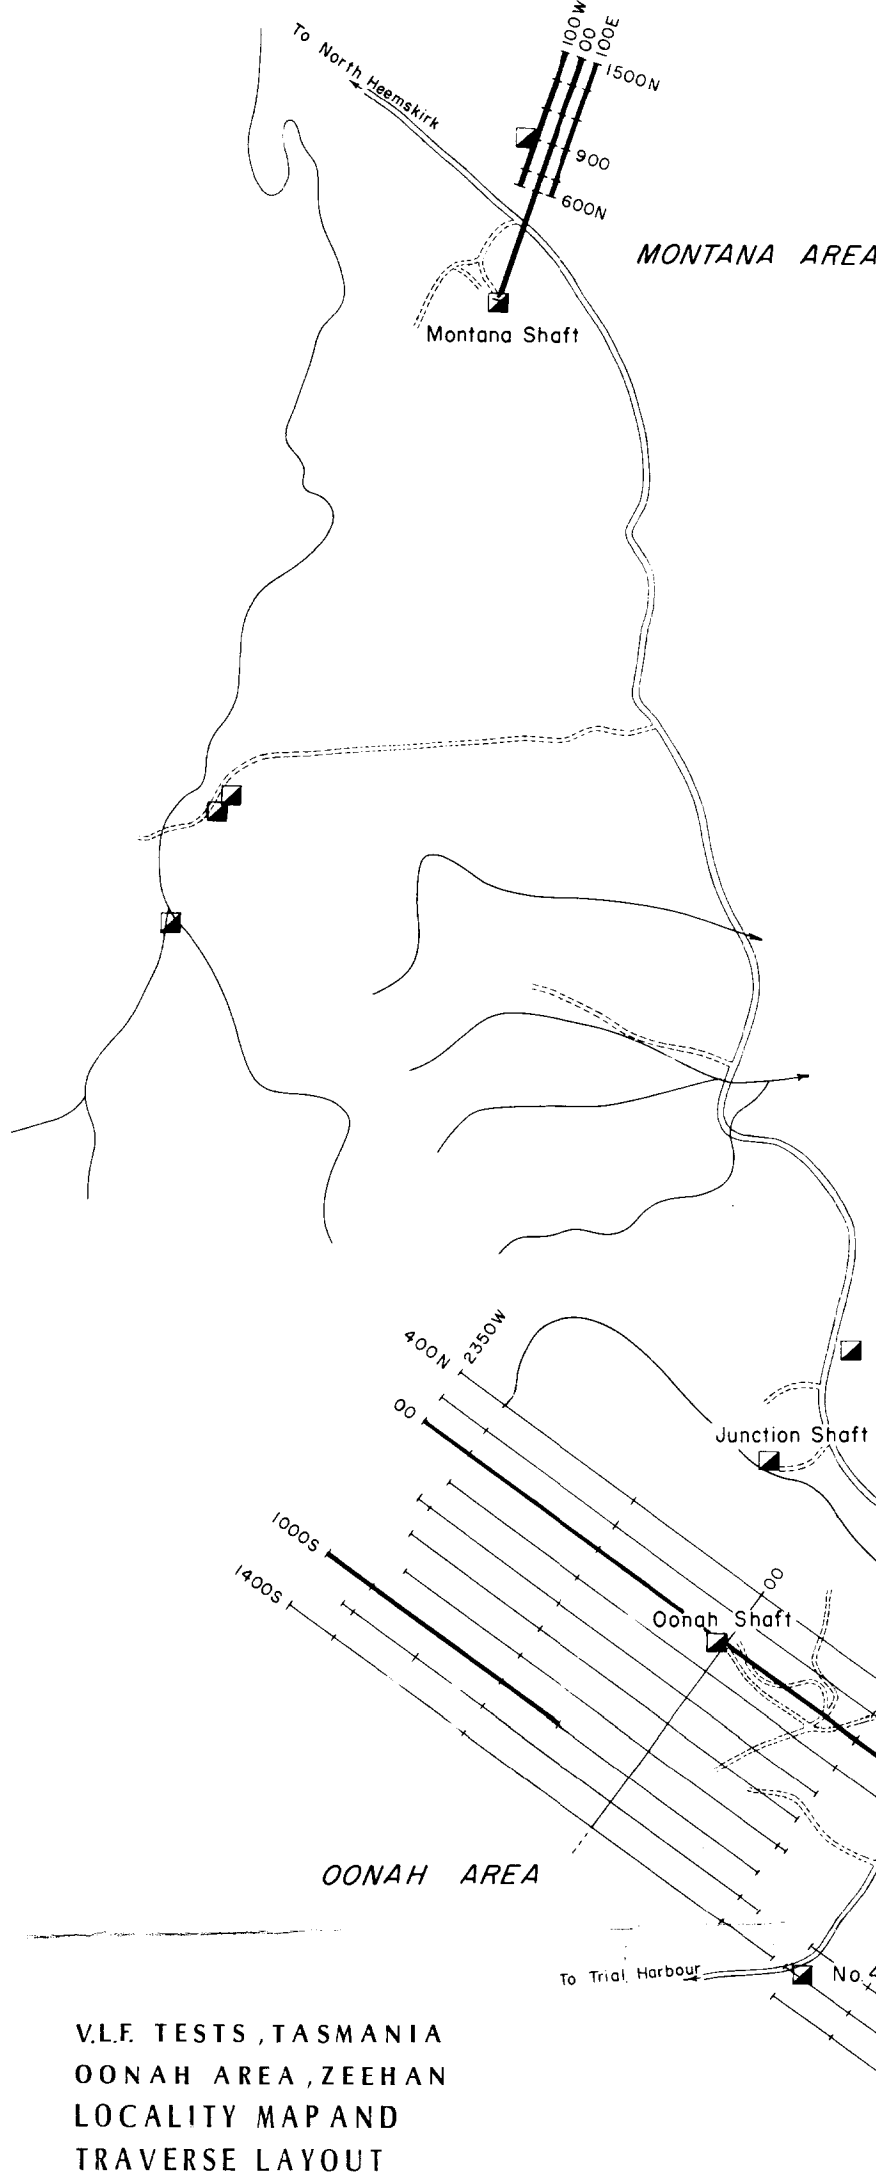 To North Heemskirk
100W
00
100E
1500N
900
600N
MONTANA AREA
Montana Shaft
2350W
400N
00
Junction Shaft
1000S
1400S
00
Oonah Shaft
OONAH AREA
To Trial Harbour
No. 4
V.L.F. TESTS, TASMANIA
OONAH AREA, ZEEHAN
LOCALITY MAP AND
TRAVERSE LAYOUT